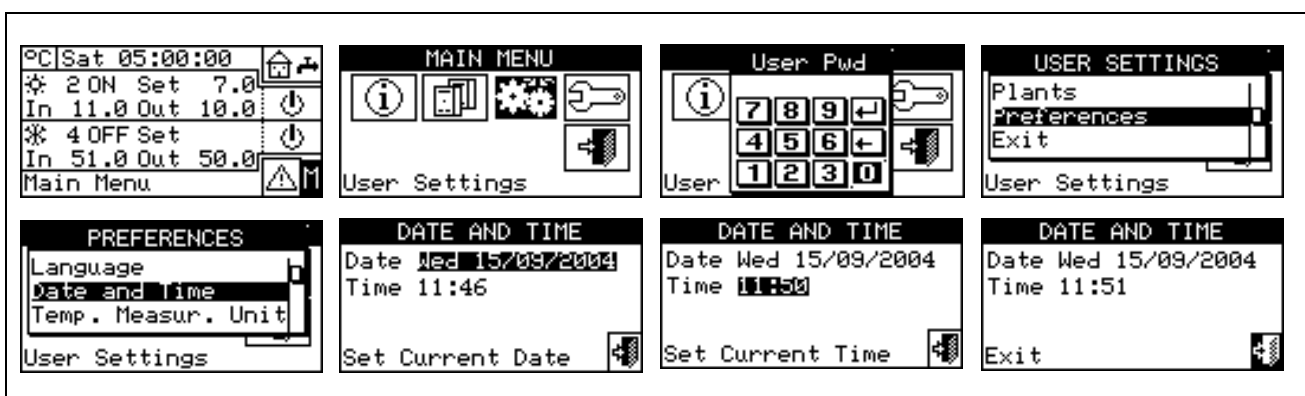 ºC Sat 05:00:00
2 ON Set 7.0
In 11.0 Out 10.0
4 OFF Set
In 51.0 Out 50.0
Main Menu M
MAIN MENU
i
User Settings
User Pwd
i
7 8 9
4 5 6
1 2 3 0
User
USER SETTINGS
Plants
Preferences
Exit
User Settings
PREFERENCES
Language
Date and Time
Temp. Measur. Unit
User Settings
DATE AND TIME
Date Wed 15/09/2004
Time 11:46
Set Current Date
DATE AND TIME
Date Wed 15/09/2004
Time 11:50
Set Current Time
DATE AND TIME
Date Wed 15/09/2004
Time 11:51
Exit